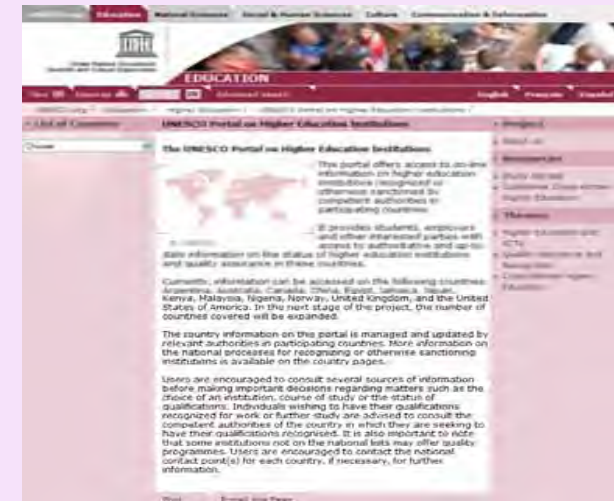 Education Natural Sciences Social & Human Sciences Culture Communication & Information
EDUCATION
English Français Español
UNESCO Portal on Higher Education Institutions
The UNESCO Portal on Higher Education Institutions
This portal offers access to on-line
information on higher education
institutions recognized or
otherwise sanctioned by
competent authorities in
participating countries.
It provides students, employers
and other interested parties with
access to authoritative and up-to-
date information on the status of higher education institutions
and quality assurance in these countries.
Currently, information can be accessed on the following countries:
Argentina, Australia, Canada, China, Egypt, Jamaica, Japan,
Kenya, Malaysia, Nigeria, Norway, United Kingdom, and the United
States of America. In the next stage of the project, the number of
countries covered will be expanded.
The country information on this portal is managed and updated by
relevant authorities in participating countries. More information on
the national processes for recognizing or otherwise sanctioning
institutions is available on the country pages.
Users are encouraged to consult several sources of information
before making important decisions regarding matters such as the
choice of an institution, course of study or the status of
qualifications. Individuals wishing to have their qualifications
recognized for work or further study are advised to consult the
competent authorities of the country in which they are seeking to
have their qualifications recognised. It is also important to note
that some institutions not on the national lists may offer quality
programmes. Users are encouraged to contact the national
contact point(s) for each country, if necessary, for further
information.
List of Countries
Choose
Project
About us
Resources
Study Abroad
Higher Education
Themes
Higher Education and
ICTs